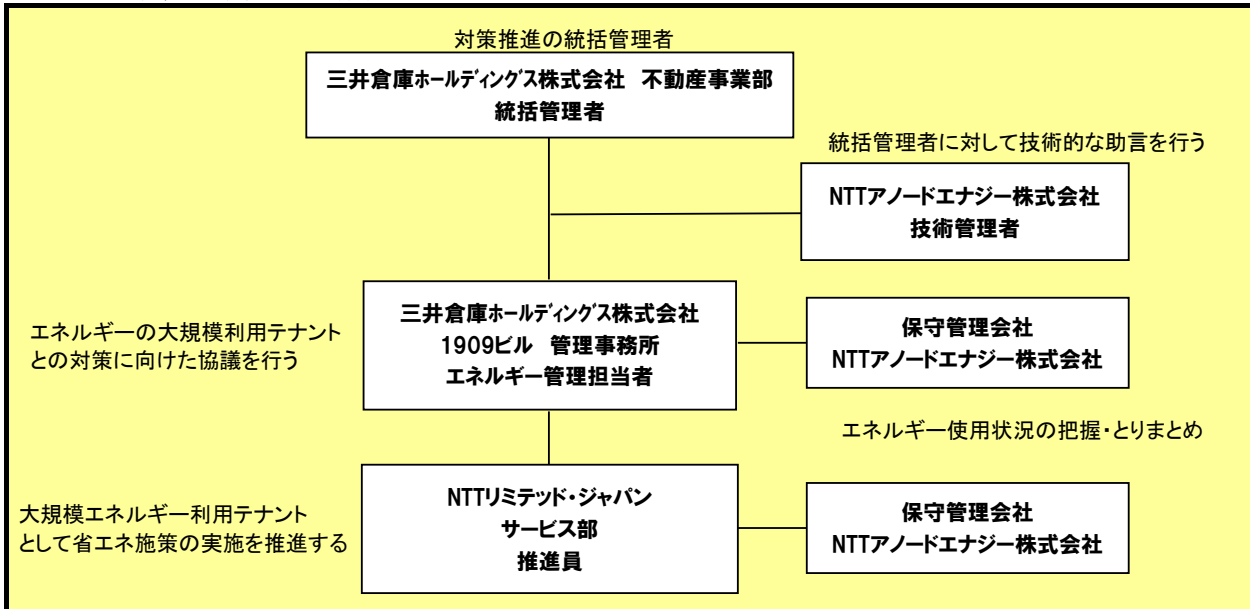 対策推進の統括管理者
三井倉庫ホールディングス株式会社　不動産事業部
統括管理者
統括管理者に対して技術的な助言を行う
NTTアノードエナジー株式会社
技術管理者
エネルギーの大規模利用テナント
との対策に向けた協議を行う
三井倉庫ホールディングス株式会社
1909ビル　管理事務所
エネルギー管理担当者
保守管理会社
NTTアノードエナジー株式会社
エネルギー使用状況の把握・とりまとめ
大規模エネルギー利用テナント
として省エネ施策の実施を推進する
NTTリミテッド・ジャパン
サービス部
推進員
保守管理会社
NTTアノードエナジー株式会社